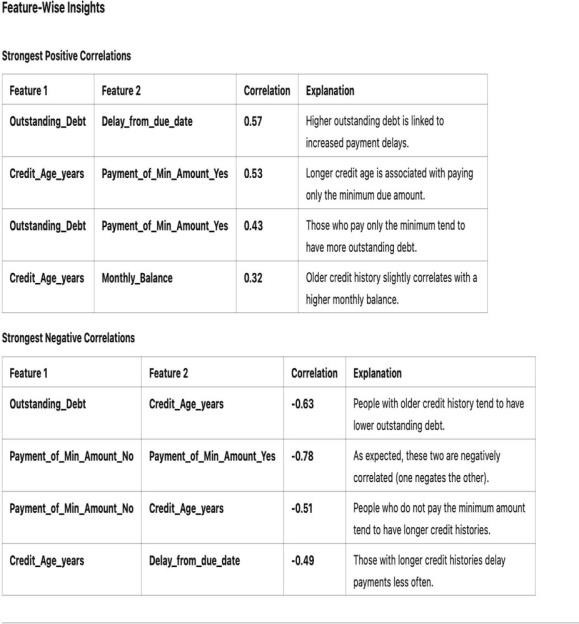 Feature-Wise Insights
Strongest Positive Correlations
Feature 1 Feature 2 Correlation Explanation
Outstanding_Debt Delay_from_due_date 0.57 Higher outstanding debt is linked to
increased payment delays.
Credit_Age_years Payment_of_Min_Amount_Yes 0.53 Longer credit age is associated with paying
only the minimum due amount.
Outstanding_Debt Payment_of_Min_Amount_Yes 0.43 Those who pay only the minimum tend to
have more outstanding debt.
Credit_Age_years Monthly_Balance 0.32 Older credit history slightly correlates with a
higher monthly balance.
Strongest Negative Correlations
Feature 1 Feature 2 Correlation Explanation
Outstanding_Debt Credit_Age_years -0.63 People with older credit history tend to have
lower outstanding debt.
Payment_of_Min_Amount_No Payment_of_Min_Amount_Yes -0.78 As expected, these two are negatively
correlated (one negates the other).
Payment_of_Min_Amount_No Credit_Age_years -0.51 People who do not pay the minimum amount
tend to have longer credit histories.
Credit_Age_years Delay_from_due_date -0.49 Those with longer credit histories delay
payments less often.